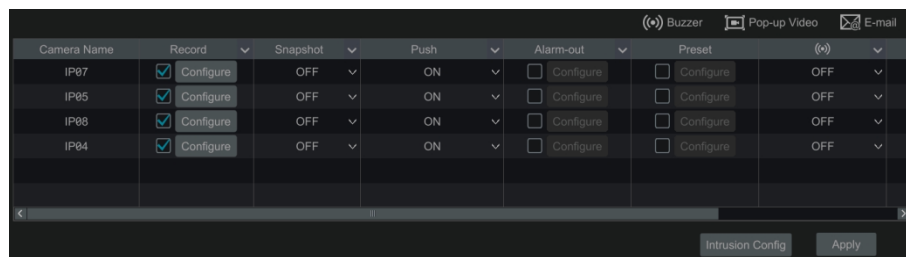 Buzzer Pop-up Video E-mail
Camera Name Record Snapshot Push Alarm-out Preset
IP07 Configure OFF ON Configure Configure OFF
IP05 Configure OFF ON Configure Configure OFF
IP08 Configure OFF ON Configure Configure OFF
IP04 Configure OFF ON Configure Configure OFF
Intrusion Config Apply